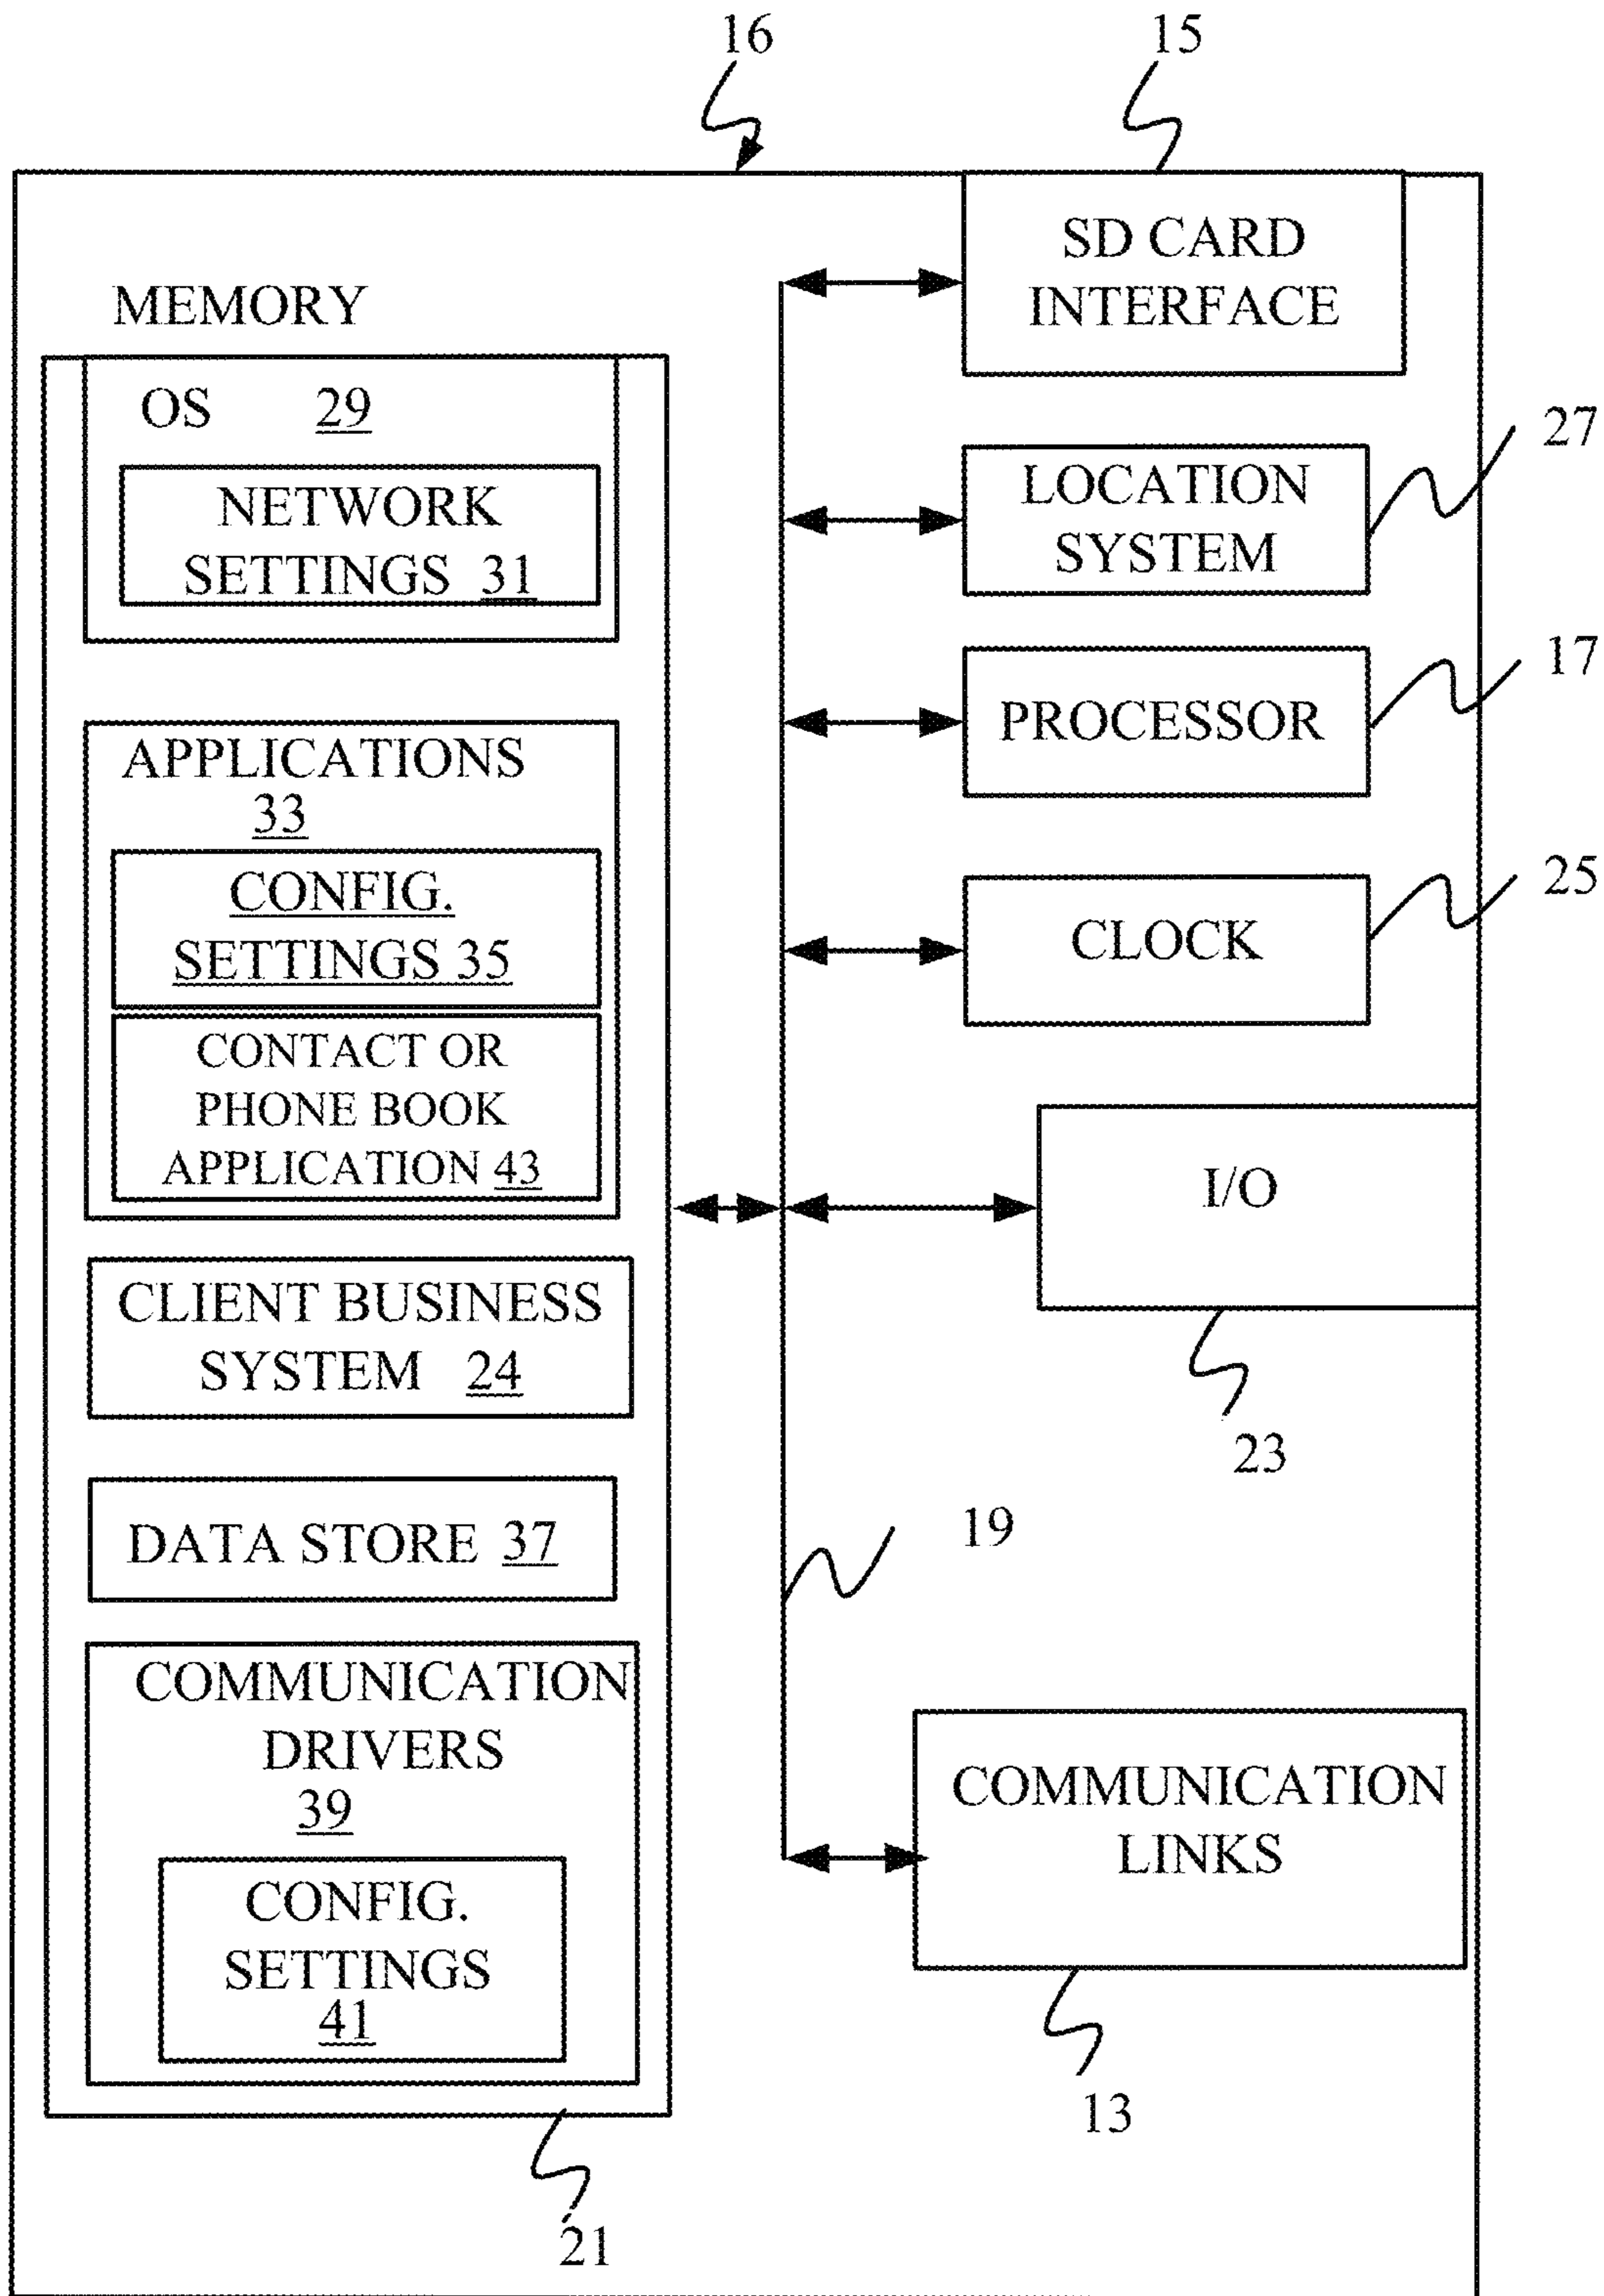 16
15
SD CARD
INTERFACE
MEMORY
OS 29
NETWORK
SETTINGS 31
LOCATION
SYSTEM
27
PROCESSOR
17
APPLICATIONS
33
CONFIG.
SETTINGS 35
CLOCK
25
CONTACT OR
PHONE BOOK
APPLICATION 43
I/O
23
CLIENT BUSINESS
SYSTEM 24
DATA STORE 37
19
COMMUNICATION
DRIVERS
39
CONFIG.
SETTINGS
41
COMMUNICATION
LINKS
13
21